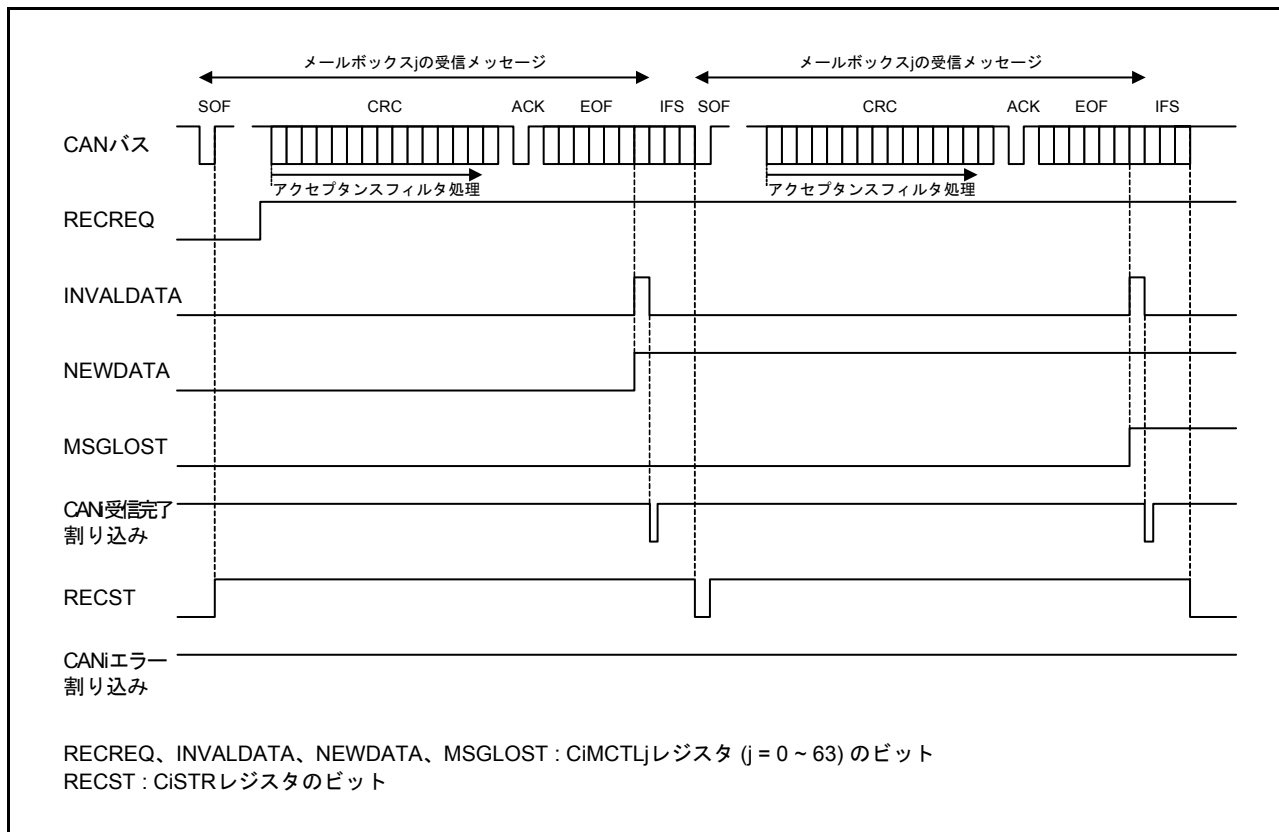 メールボックスjの受信メッセージ メールボックスjの受信メッセージ
SOF CRC ACK EOF IFS SOF CRC ACK EOF IFS
CANバス
アクセプタンスフィルタ処理 アクセプタンスフィルタ処理
RECREQ
INVALDATA
NEWDATA
MSGLOST
CANi受信完了
割り込み
RECST
CANiエラー
割り込み
RECREQ、INVALDATA、NEWDATA、MSGLOST : CiMCTLjレジスタ (j = 0 ~ 63) のビット
RECST : CiSTRレジスタのビット